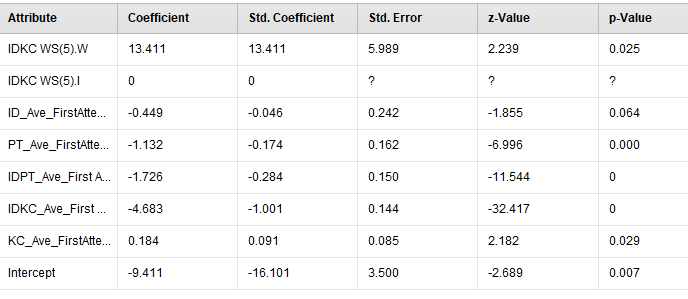 Attribute Coefficient Std. Coefficient Std. Error z-Value p-Value
IDKC WS(5).W 13.411 13.411 5.989 2.239 0.025
IDKC WS(5).I 0 0 ? ? ?
ID_Ave_FirstAtte... -0.449 -0.046 0.242 -1.855 0.064
PT_Ave_FirstAtte... -1.132 -0.174 0.162 -6.996 0.000
IDPT_Ave_First A... -1.726 -0.284 0.150 -11.544 0
IDKC_Ave_First ... -4.683 -1.001 0.144 -32.417 0
KC_Ave_FirstAtte... 0.184 0.091 0.085 2.182 0.029
Intercept -9.411 -16.101 3.500 -2.689 0.007